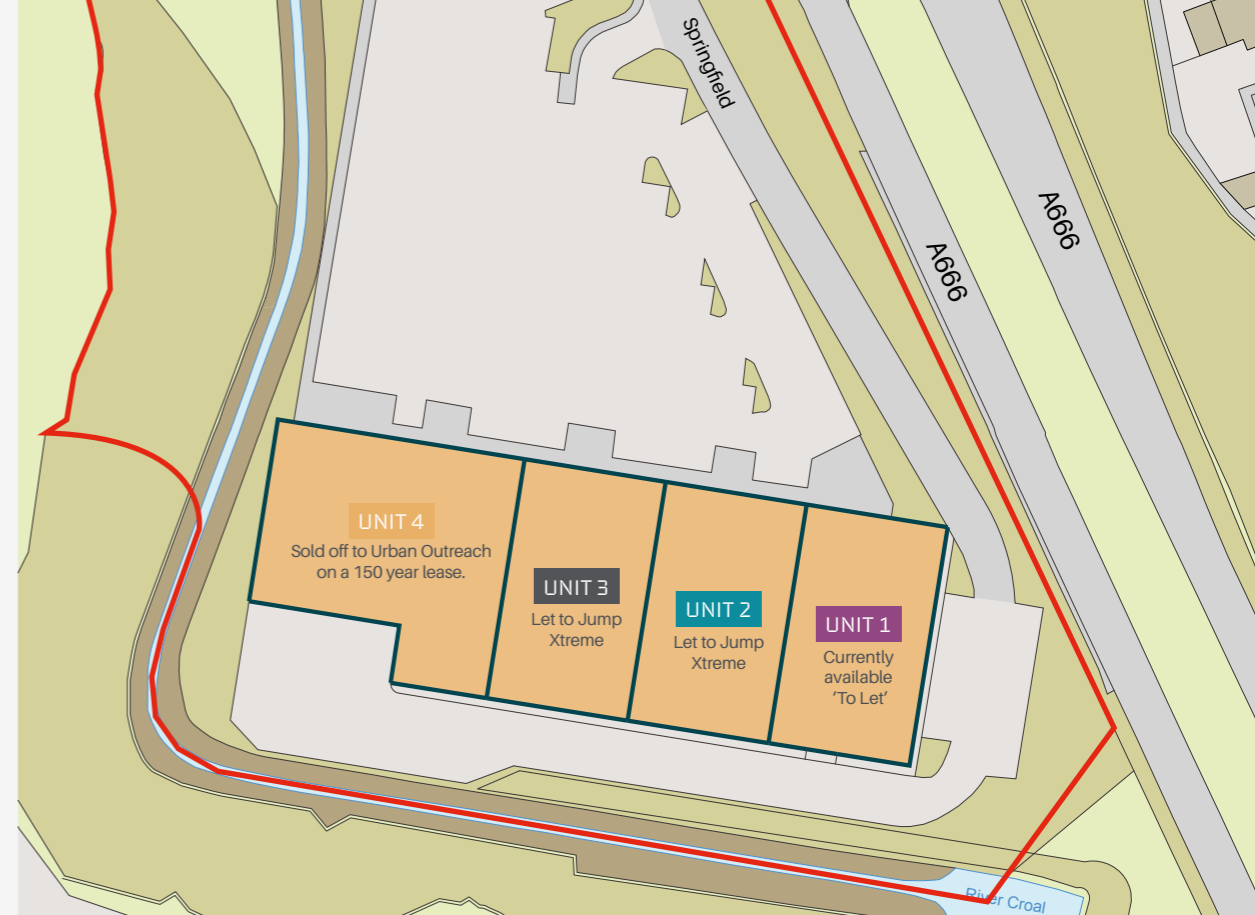 Springfield
A666
A666
UNIT 4
Sold off to Urban Outreach
on a 150 year lease.
UNIT 3
Let to Jump
Xtreme
UNIT 2
Let to Jump
Xtreme
UNIT 1
Currently
available
‘To Let’
River Croal